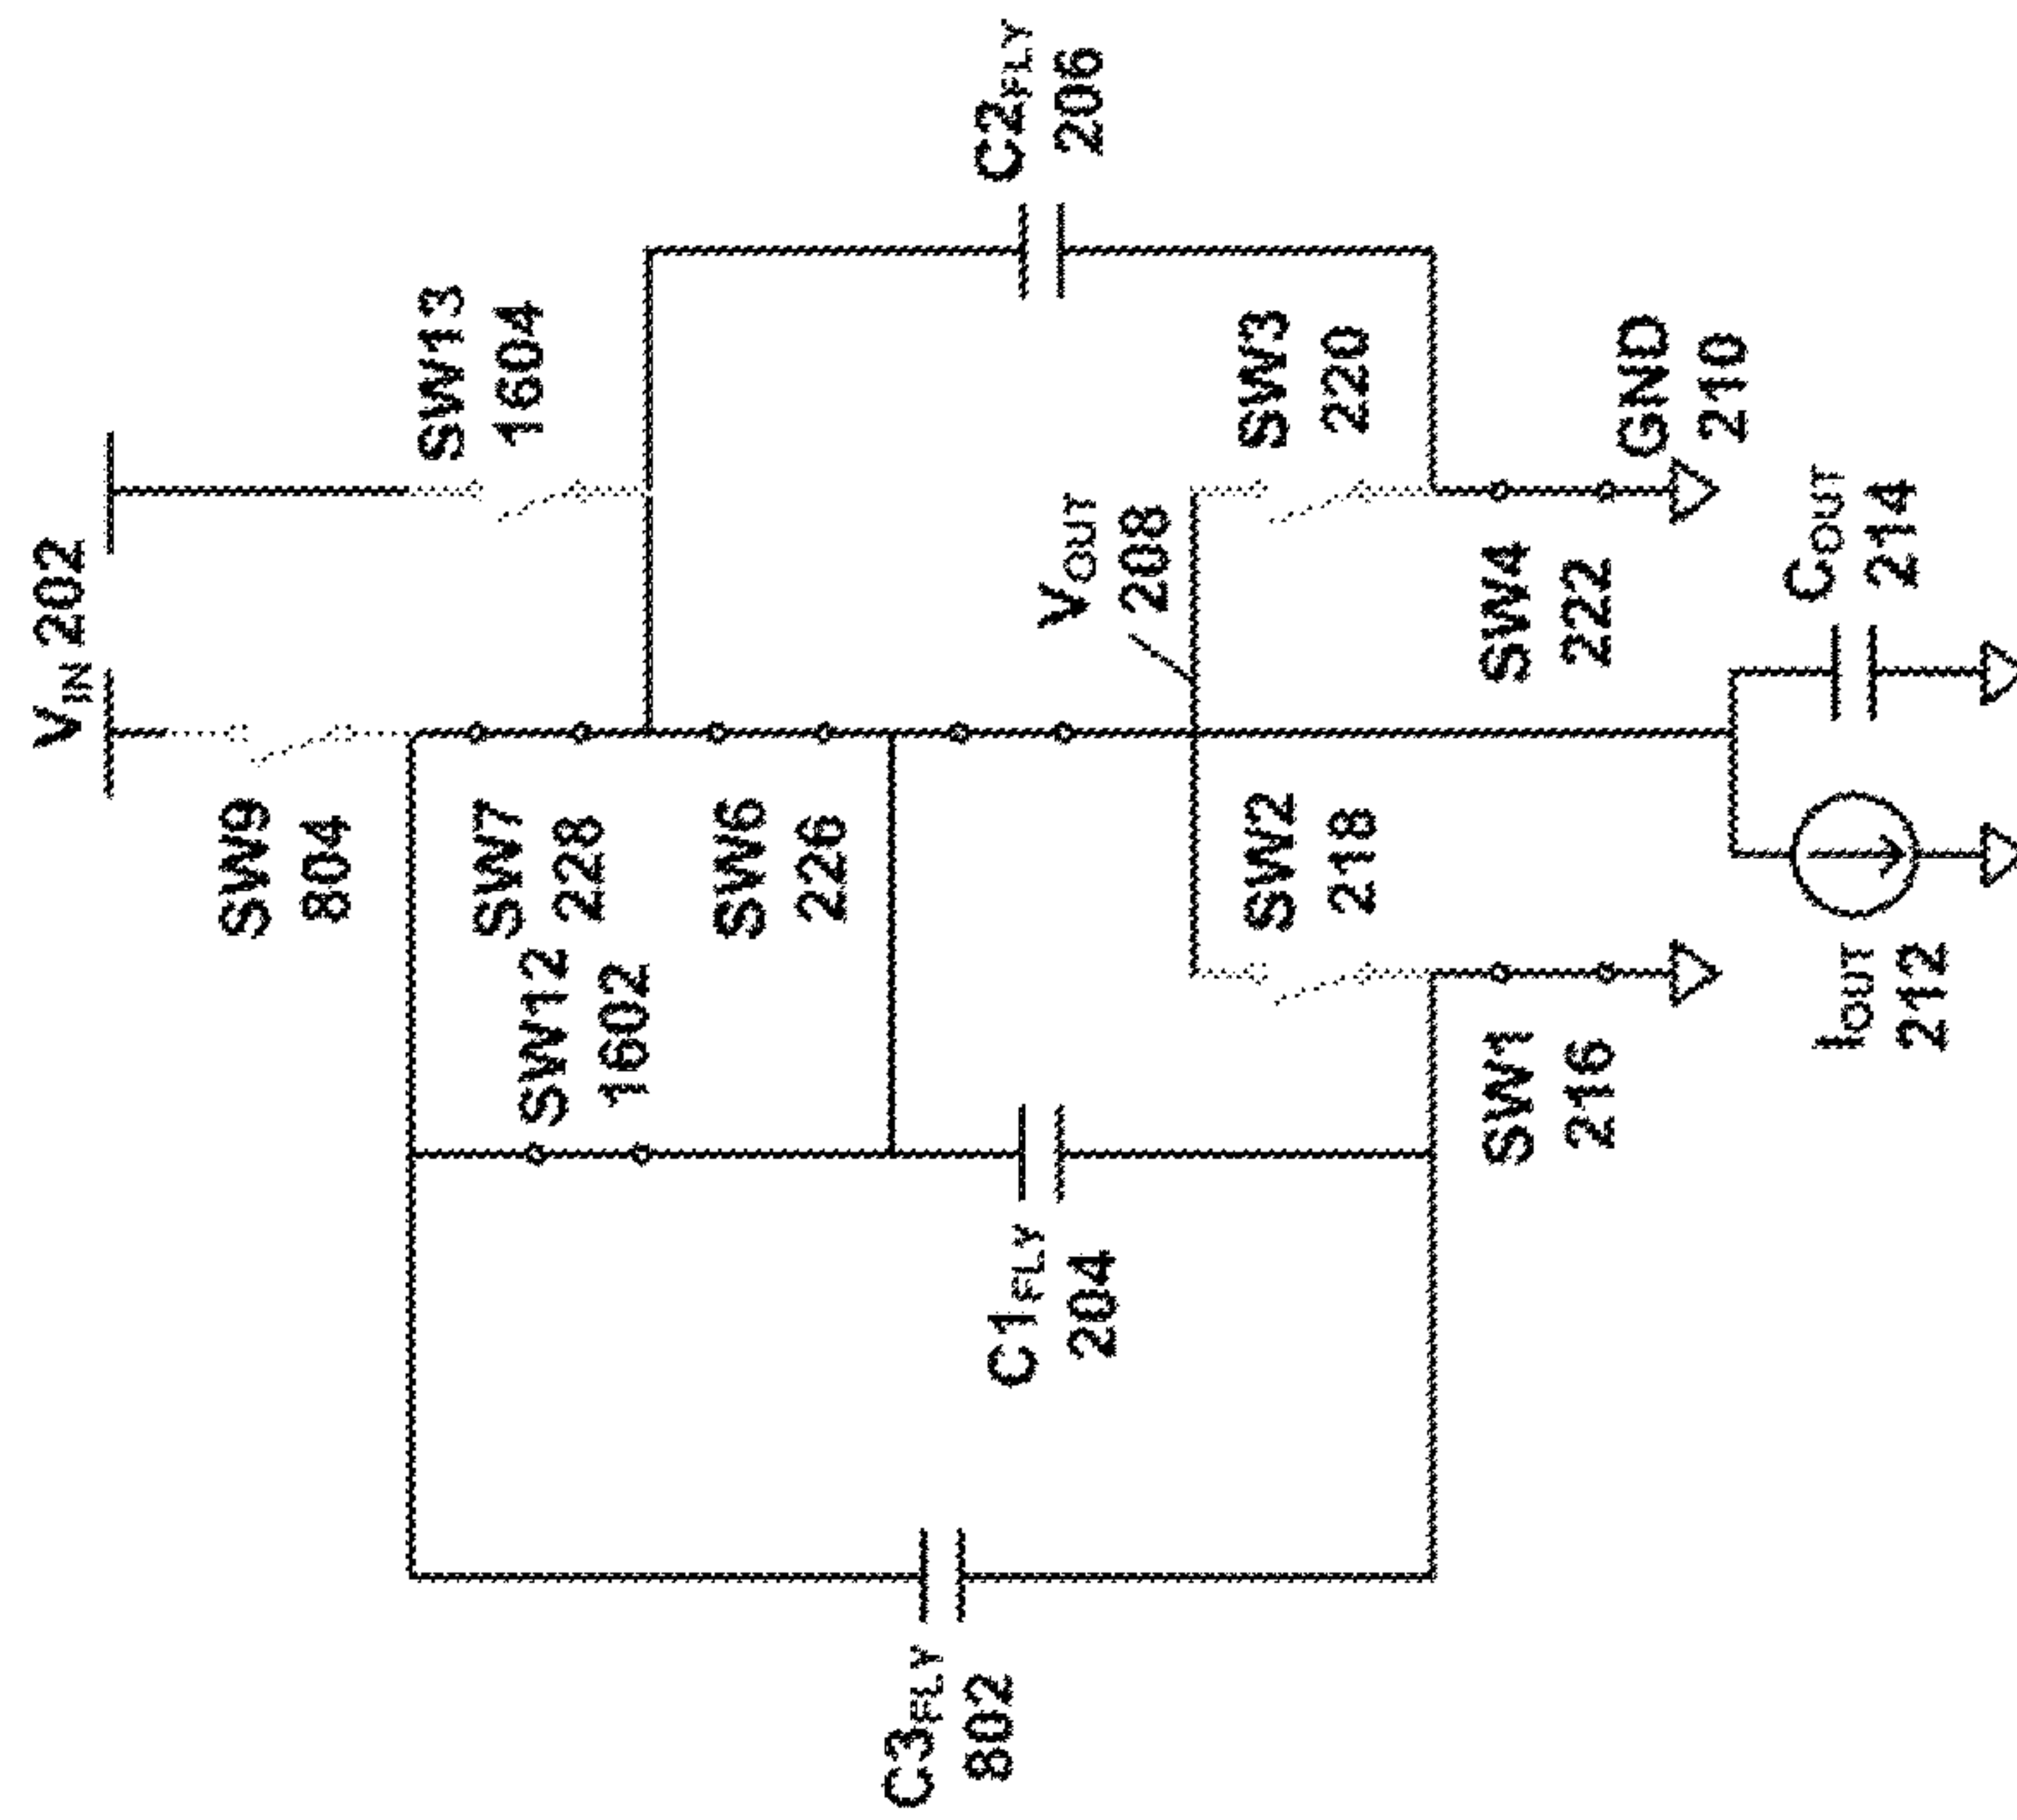 V_IN 202
SW9
804
SW13
1604
SW7
228
SW12
1602
SW6
226
C3_FLY
802
C1_FLY
204
C2_FLY
206
V_OUT
208
SW2
218
SW3
220
SW1
216
SW4
222
GND
210
I_OUT
212
C_OUT
214